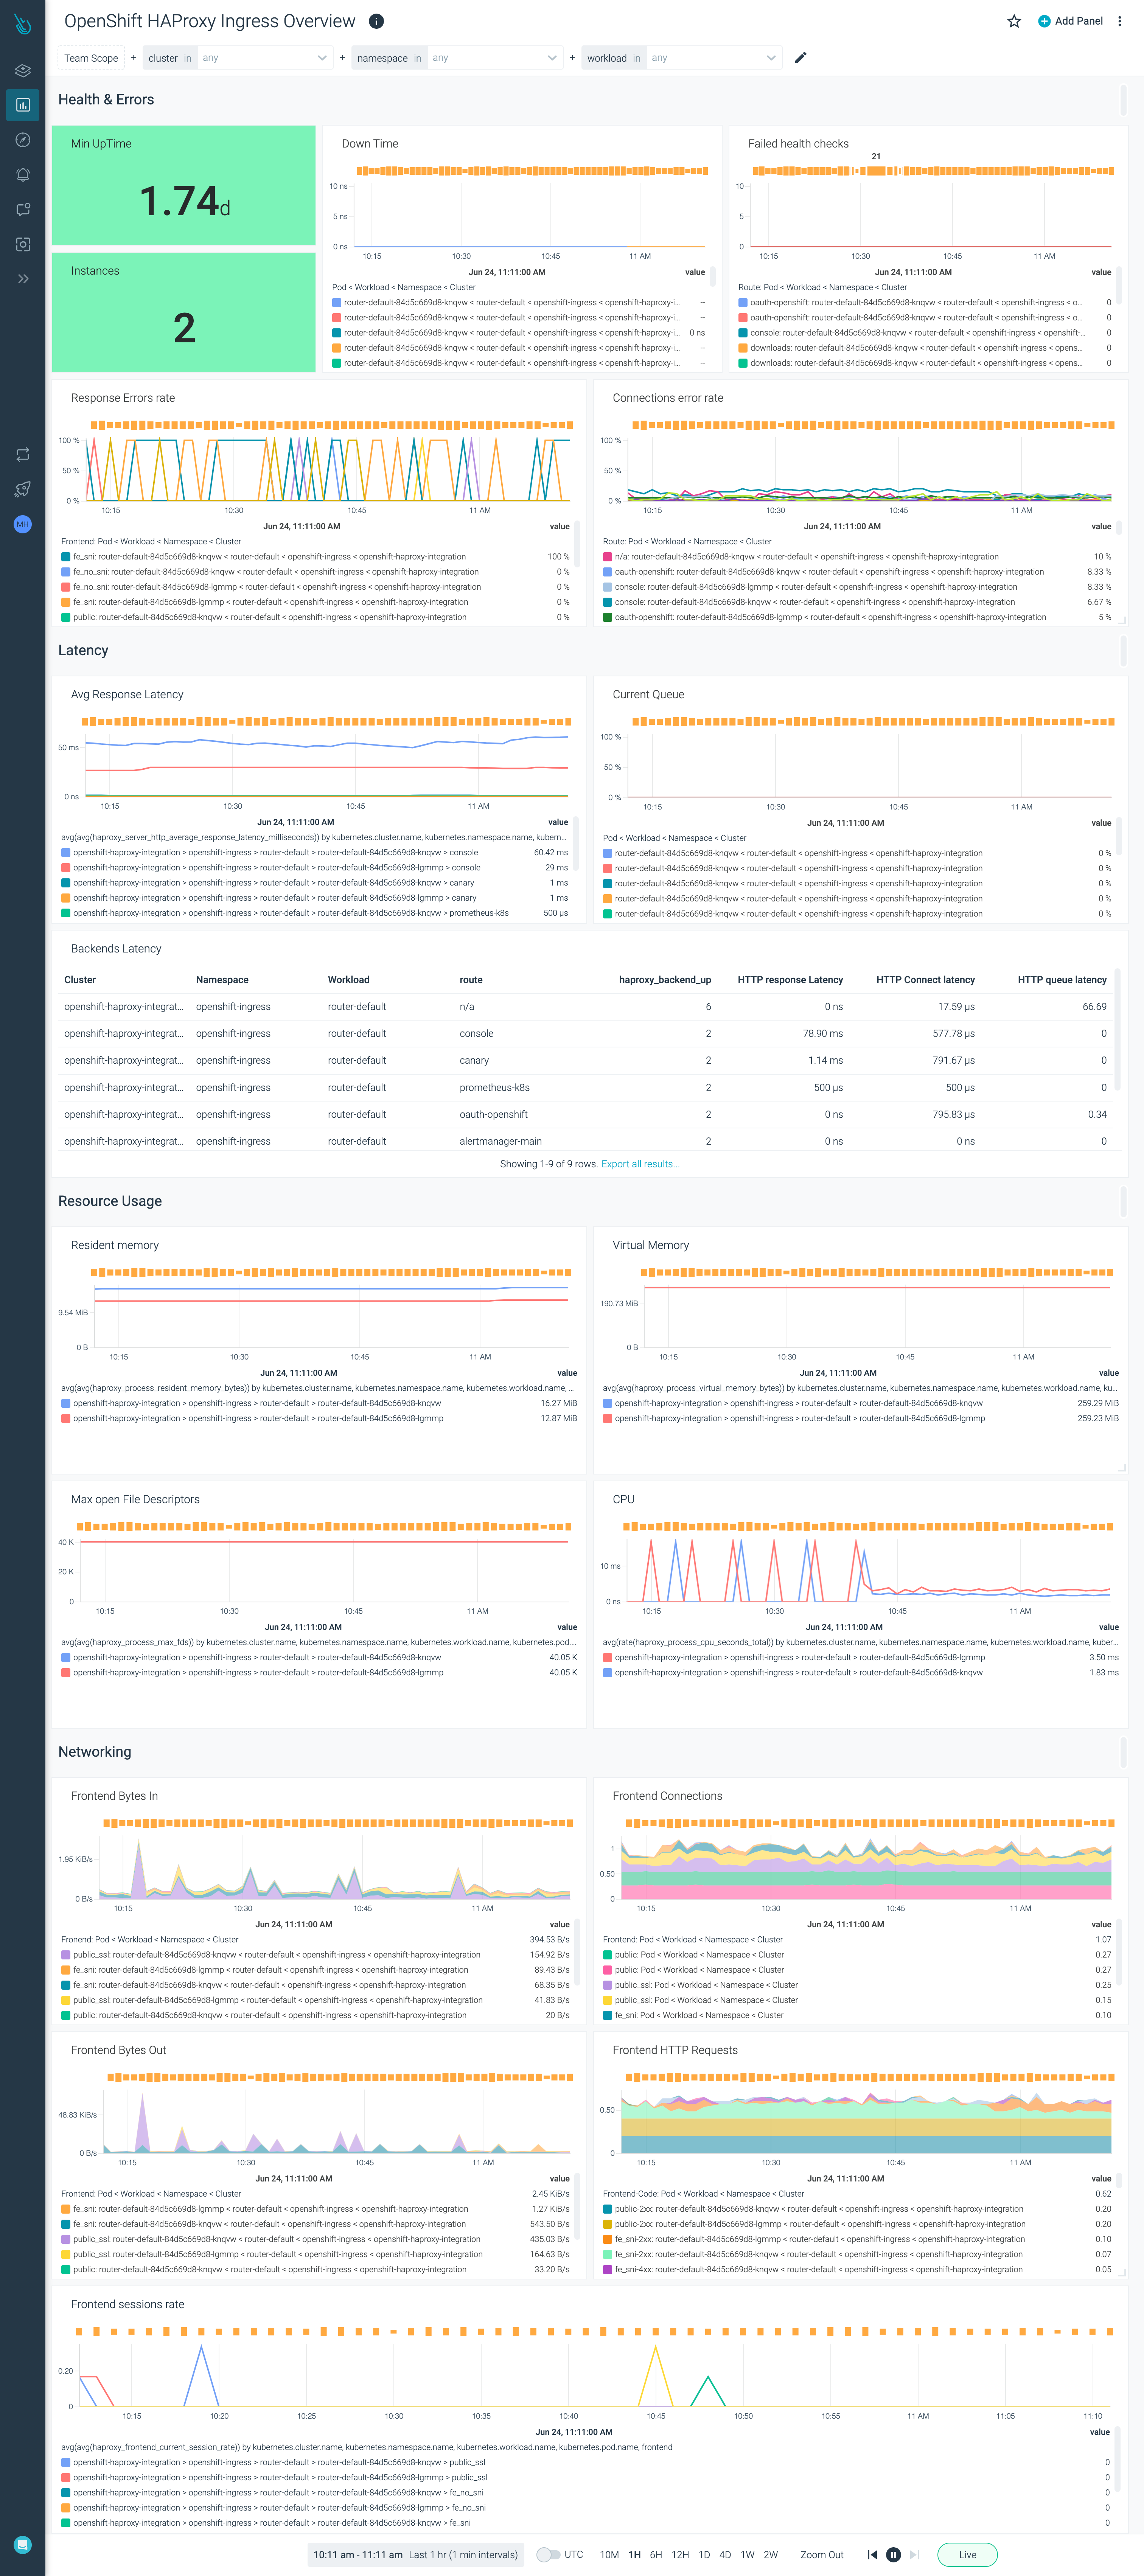 OpenShift HAProxy Ingress Overview
Add Panel
Team Scope + cluster in any + namespace in any + workload in any
Health & Errors
Min UpTime
1.74d
Instances
2
Down Time
10 ns
5 ns
0 ns
10:15 10:30 10:45 11 AM
Jun 24, 11:11:00 AM value
Pod < Workload < Namespace < Cluster
router-default-84d5c669d8-knqvw < router-default < openshift-ingress < openshift-haproxy-i... --
router-default-84d5c669d8-knqvw < router-default < openshift-ingress < openshift-haproxy-i... --
router-default-84d5c669d8-knqvw < router-default < openshift-ingress < openshift-haproxy-i... 0 ns
router-default-84d5c669d8-knqvw < router-default < openshift-ingress < openshift-haproxy-i... --
router-default-84d5c669d8-knqvw < router-default < openshift-ingress < openshift-haproxy-i... --
Failed health checks
21
10
5
0
10:15 10:30 10:45 11 AM
Jun 24, 11:11:00 AM value
Route: Pod < Workload < Namespace < Cluster
oauth-openshift: router-default-84d5c669d8-knqvw < router-default < openshift-ingress < o... 0
oauth-openshift: router-default-84d5c669d8-knqvw < router-default < openshift-ingress < o... 0
console: router-default-84d5c669d8-knqvw < router-default < openshift-ingress < openshift-... 0
downloads: router-default-84d5c669d8-knqvw < router-default < openshift-ingress < opens... 0
downloads: router-default-84d5c669d8-knqvw < router-default < openshift-ingress < opens... 0
Response Errors rate
100 %
50 %
0 %
10:15 10:30 10:45 11 AM
Jun 24, 11:11:00 AM value
Frontend: Pod < Workload < Namespace < Cluster
fe_sni: router-default-84d5c669d8-knqvw < router-default < openshift-ingress < openshift-haproxy-integration 100 %
fe_no_sni: router-default-84d5c669d8-knqvw < router-default < openshift-ingress < openshift-haproxy-integration 0 %
fe_no_sni: router-default-84d5c669d8-lgmmp < router-default < openshift-ingress < openshift-haproxy-integration 0 %
fe_sni: router-default-84d5c669d8-lgmmp < router-default < openshift-ingress < openshift-haproxy-integration 0 %
public: router-default-84d5c669d8-knqvw < router-default < openshift-ingress < openshift-haproxy-integration 0 %
Connections error rate
100 %
50 %
0 %
10:15 10:30 10:45 11 AM
Jun 24, 11:11:00 AM value
Route: Pod < Workload < Namespace < Cluster
n/a: router-default-84d5c669d8-lgmmp < router-default < openshift-ingress < openshift-haproxy-integration 10 %
oauth-openshift: router-default-84d5c669d8-knqvw < router-default < openshift-ingress < openshift-haproxy-integration 8.33 %
console: router-default-84d5c669d8-lgmmp < router-default < openshift-ingress < openshift-haproxy-integration 8.33 %
console: router-default-84d5c669d8-knqvw < router-default < openshift-ingress < openshift-haproxy-integration 6.67 %
oauth-openshift: router-default-84d5c669d8-lgmmp < router-default < openshift-ingress < openshift-haproxy-integration 5 %
MH
Latency
Avg Response Latency
50 ms
0 ns
10:15 10:30 10:45 11 AM
Jun 24, 11:11:00 AM value
avg(avg(haproxy_server_http_average_response_latency_milliseconds)) by kubernetes.cluster.name, kubernetes.namespace.name, kubern...
openshift-haproxy-integration > openshift-ingress > router-default > router-default-84d5c669d8-knqvw > console 60.42 ms
openshift-haproxy-integration > openshift-ingress > router-default > router-default-84d5c669d8-lgmmp > console 29 ms
openshift-haproxy-integration > openshift-ingress > router-default > router-default-84d5c669d8-knqvw > canary 1 ms
openshift-haproxy-integration > openshift-ingress > router-default > router-default-84d5c669d8-lgmmp > canary 1 ms
openshift-haproxy-integration > openshift-ingress > router-default > router-default-84d5c669d8-knqvw > prometheus-k8s 500 µs
Current Queue
100 %
50 %
0 %
10:15 10:30 10:45 11 AM
Jun 24, 11:11:00 AM value
Pod < Workload < Namespace < Cluster
router-default-84d5c669d8-knqvw < router-default < openshift-ingress < openshift-haproxy-integration 0 %
router-default-84d5c669d8-knqvw < router-default < openshift-ingress < openshift-haproxy-integration 0 %
router-default-84d5c669d8-knqvw < router-default < openshift-ingress < openshift-haproxy-integration 0 %
router-default-84d5c669d8-knqvw < router-default < openshift-ingress < openshift-haproxy-integration 0 %
router-default-84d5c669d8-knqvw < router-default < openshift-ingress < openshift-haproxy-integration 0 %
Backends Latency
Cluster Namespace Workload route haproxy_backend_up HTTP response Latency HTTP Connect latency HTTP queue latency
openshift-haproxy-integrat... openshift-ingress router-default n/a 6 0 ns 17.59 µs 66.69
openshift-haproxy-integrat... openshift-ingress router-default console 2 78.90 ms 577.78 µs 0
openshift-haproxy-integrat... openshift-ingress router-default canary 2 1.14 ms 791.67 µs 0
openshift-haproxy-integrat... openshift-ingress router-default prometheus-k8s 2 500 µs 500 µs 0
openshift-haproxy-integrat... openshift-ingress router-default oauth-openshift 2 0 ns 795.83 µs 0.34
openshift-haproxy-integrat... openshift-ingress router-default alertmanager-main 2 0 ns 0 ns 0
Showing 1-9 of 9 rows. Export all results...
Resource Usage
Resident memory
9.54 MiB
0 B
10:15 10:30 10:45 11 AM
Jun 24, 11:11:00 AM value
avg(avg(haproxy_process_resident_memory_bytes)) by kubernetes.cluster.name, kubernetes.namespace.name, kubernetes.workload.name, ...
openshift-haproxy-integration > openshift-ingress > router-default > router-default-84d5c669d8-knqvw 16.27 MiB
openshift-haproxy-integration > openshift-ingress > router-default > router-default-84d5c669d8-lgmmp 12.87 MiB
Virtual Memory
190.73 MiB
0 B
10:15 10:30 10:45 11 AM
Jun 24, 11:11:00 AM value
avg(avg(haproxy_process_virtual_memory_bytes)) by kubernetes.cluster.name, kubernetes.namespace.name, kubernetes.workload.name, ku...
openshift-haproxy-integration > openshift-ingress > router-default > router-default-84d5c669d8-knqvw 259.29 MiB
openshift-haproxy-integration > openshift-ingress > router-default > router-default-84d5c669d8-lgmmp 259.23 MiB
Max open File Descriptors
40 K
20 K
0
10:15 10:30 10:45 11 AM
Jun 24, 11:11:00 AM value
avg(avg(haproxy_process_max_fds)) by kubernetes.cluster.name, kubernetes.namespace.name, kubernetes.workload.name, kubernetes.pod...
openshift-haproxy-integration > openshift-ingress > router-default > router-default-84d5c669d8-knqvw 40.05 K
openshift-haproxy-integration > openshift-ingress > router-default > router-default-84d5c669d8-lgmmp 40.05 K
CPU
10 ms
0 ns
10:15 10:30 10:45 11 AM
Jun 24, 11:11:00 AM value
avg(rate(haproxy_process_cpu_seconds_total)) by kubernetes.cluster.name, kubernetes.namespace.name, kubernetes.workload.name, kuber...
openshift-haproxy-integration > openshift-ingress > router-default > router-default-84d5c669d8-lgmmp 3.50 ms
openshift-haproxy-integration > openshift-ingress > router-default > router-default-84d5c669d8-knqvw 1.83 ms
Networking
Frontend Bytes In
1.95 KiB/s
0 B/s
10:15 10:30 10:45 11 AM
Jun 24, 11:11:00 AM value
Fronend: Pod < Workload < Namespace < Cluster 394.53 B/s
public_ssl: router-default-84d5c669d8-knqvw < router-default < openshift-ingress < openshift-haproxy-integration 154.92 B/s
fe_sni: router-default-84d5c669d8-lgmmp < router-default < openshift-ingress < openshift-haproxy-integration 89.43 B/s
fe_sni: router-default-84d5c669d8-knqvw < router-default < openshift-ingress < openshift-haproxy-integration 68.35 B/s
public_ssl: router-default-84d5c669d8-lgmmp < router-default < openshift-ingress < openshift-haproxy-integration 41.83 B/s
public: router-default-84d5c669d8-knqvw < router-default < openshift-ingress < openshift-haproxy-integration 20 B/s
Frontend Connections
1
0.50
0
10:15 10:30 10:45 11 AM
Jun 24, 11:11:00 AM value
Frontend: Pod < Workload < Namespace < Cluster 1.07
public: Pod < Workload < Namespace < Cluster 0.27
public: Pod < Workload < Namespace < Cluster 0.27
public_ssl: Pod < Workload < Namespace < Cluster 0.25
public_ssl: Pod < Workload < Namespace < Cluster 0.15
fe_sni: Pod < Workload < Namespace < Cluster 0.10
Frontend Bytes Out
48.83 KiB/s
0 B/s
10:15 10:30 10:45 11 AM
Jun 24, 11:11:00 AM value
Frontend: Pod < Workload < Namespace < Cluster 2.45 KiB/s
fe_sni: router-default-84d5c669d8-lgmmp < router-default < openshift-ingress < openshift-haproxy-integration 1.27 KiB/s
fe_sni: router-default-84d5c669d8-knqvw < router-default < openshift-ingress < openshift-haproxy-integration 543.50 B/s
public_ssl: router-default-84d5c669d8-knqvw < router-default < openshift-ingress < openshift-haproxy-integration 435.03 B/s
public_ssl: router-default-84d5c669d8-lgmmp < router-default < openshift-ingress < openshift-haproxy-integration 164.63 B/s
public: router-default-84d5c669d8-knqvw < router-default < openshift-ingress < openshift-haproxy-integration 33.20 B/s
Frontend HTTP Requests
0.50
0
10:15 10:30 10:45 11 AM
Jun 24, 11:11:00 AM value
Frontend-Code: Pod < Workload < Namespace < Cluster 0.62
public-2xx: router-default-84d5c669d8-knqvw < router-default < openshift-ingress < openshift-haproxy-integration 0.20
public-2xx: router-default-84d5c669d8-lgmmp < router-default < openshift-ingress < openshift-haproxy-integration 0.20
fe_sni-2xx: router-default-84d5c669d8-lgmmp < router-default < openshift-ingress < openshift-haproxy-integration 0.10
fe_sni-2xx: router-default-84d5c669d8-knqvw < router-default < openshift-ingress < openshift-haproxy-integration 0.07
fe_sni-4xx: router-default-84d5c669d8-knqvw < router-default < openshift-ingress < openshift-haproxy-integration 0.05
Frontend sessions rate
0.20
0
10:15 10:20 10:25 10:30 10:35 10:40 10:45 10:50 10:55 11 AM 11:05 11:10
Jun 24, 11:11:00 AM value
avg(avg(haproxy_frontend_current_session_rate)) by kubernetes.cluster.name, kubernetes.namespace.name, kubernetes.workload.name, kubernetes.pod.name, frontend
openshift-haproxy-integration > openshift-ingress > router-default > router-default-84d5c669d8-knqvw > public_ssl 0
openshift-haproxy-integration > openshift-ingress > router-default > router-default-84d5c669d8-lgmmp > public_ssl 0
openshift-haproxy-integration > openshift-ingress > router-default > router-default-84d5c669d8-knqvw > fe_no_sni 0
openshift-haproxy-integration > openshift-ingress > router-default > router-default-84d5c669d8-lgmmp > fe_no_sni 0
openshift-haproxy-integration > openshift-ingress > router-default > router-default-84d5c669d8-knqvw > fe_sni 0
10:11 am - 11:11 am Last 1 hr (1 min intervals) UTC 10M 1H 6H 12H 1D 4D 1W 2W Zoom Out Live